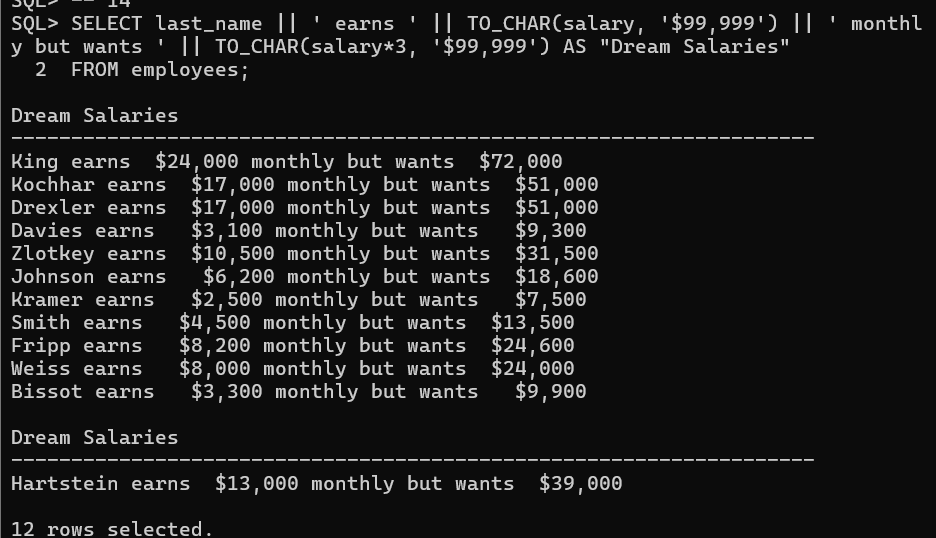 SQL> -- 14
SQL> SELECT last_name || ' earns ' || TO_CHAR(salary, '$99,999') || ' monthl
y but wants ' || TO_CHAR(salary*3, '$99,999') AS "Dream Salaries"
  2  FROM employees;

Dream Salaries
-------------------------------------------------------------------
King earns  $24,000 monthly but wants  $72,000
Kochhar earns  $17,000 monthly but wants  $51,000
Drexler earns  $17,000 monthly but wants  $51,000
Davies earns   $3,100 monthly but wants   $9,300
Zlotkey earns  $10,500 monthly but wants  $31,500
Johnson earns   $6,200 monthly but wants  $18,600
Kramer earns   $2,500 monthly but wants   $7,500
Smith earns   $4,500 monthly but wants  $13,500
Fripp earns   $8,200 monthly but wants  $24,600
Weiss earns   $8,000 monthly but wants  $24,000
Bissot earns   $3,300 monthly but wants   $9,900

Dream Salaries
-------------------------------------------------------------------
Hartstein earns  $13,000 monthly but wants  $39,000

12 rows selected.